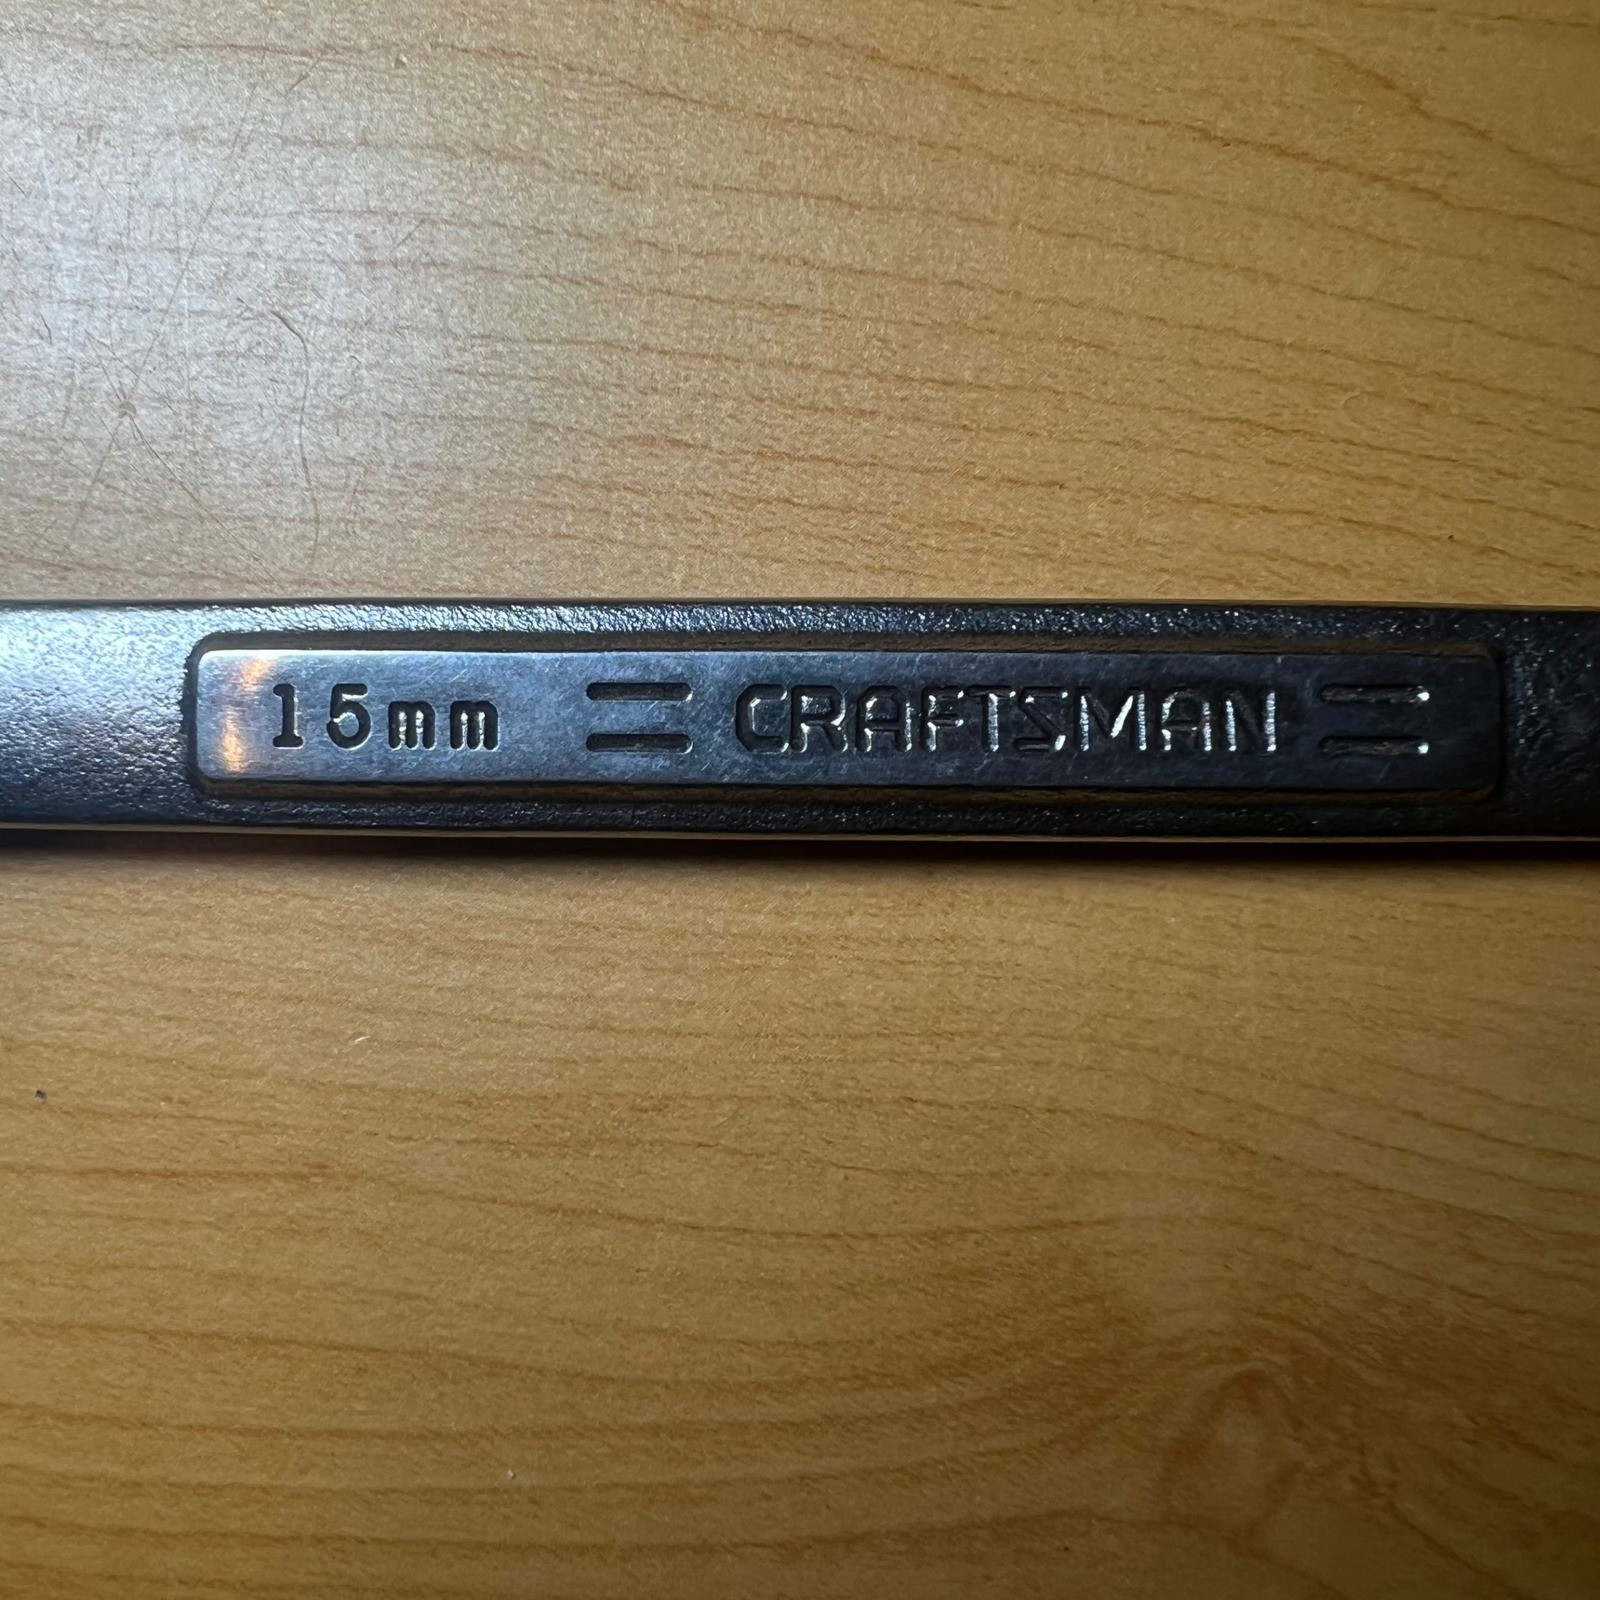 15mm = CRAFTSMAN =